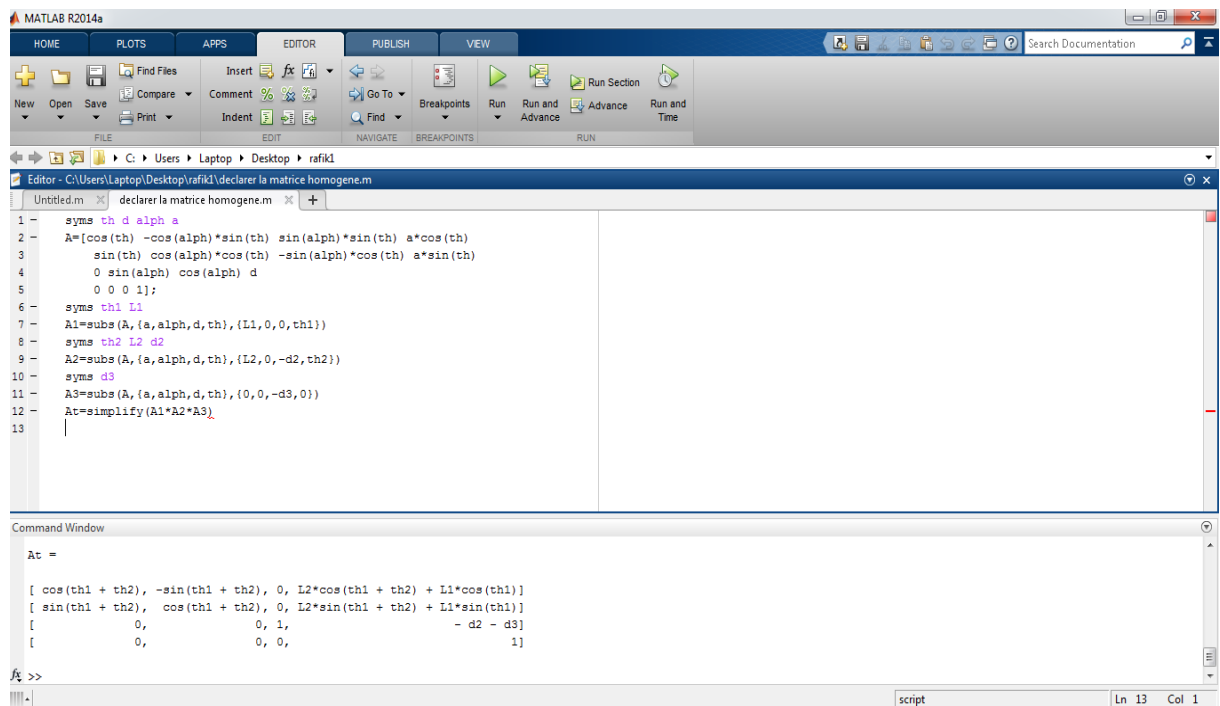 MATLAB R2014a
HOME PLOTS APPS EDITOR PUBLISH VIEW
Search Documentation
Find Files
Insert fx
Compare
Comment
Go To
Breakpoints
Run Section
New Open Save
Run Run and Advance
Advance
Run and Time
Print
Indent
Find
FILE EDIT NAVIGATE BREAKPOINTS RUN
C: Users Laptop Desktop rafik1
Editor - C:\Users\Laptop\Desktop\rafik1\declarer la matrice homogene.m
Untitled.m declarer la matrice homogene.m +
1 - syms th d alph a
2 - A=[cos(th) -cos(alph)*sin(th) sin(alph)*sin(th) a*cos(th)
3 sin(th) cos(alph)*cos(th) -sin(alph)*cos(th) a*sin(th)
4 0 sin(alph) cos(alph) d
5 0 0 0 1];
6 - syms th1 L1
7 - A1=subs(A,{a,alph,d,th},{L1,0,0,th1})
8 - syms th2 L2 d2
9 - A2=subs(A,{a,alph,d,th},{L2,0,-d2,th2})
10 - syms d3
11 - A3=subs(A,{a,alph,d,th},{0,0,-d3,0})
12 - At=simplify(A1*A2*A3)
13
Command Window
At =
[ cos(th1 + th2), -sin(th1 + th2), 0, L2*cos(th1 + th2) + L1*cos(th1)]
[ sin(th1 + th2),  cos(th1 + th2), 0, L2*sin(th1 + th2) + L1*sin(th1)]
[ 0, 0, 1, - d2 - d3]
[ 0, 0, 0, 1]
fx >>
script Ln 13 Col 1